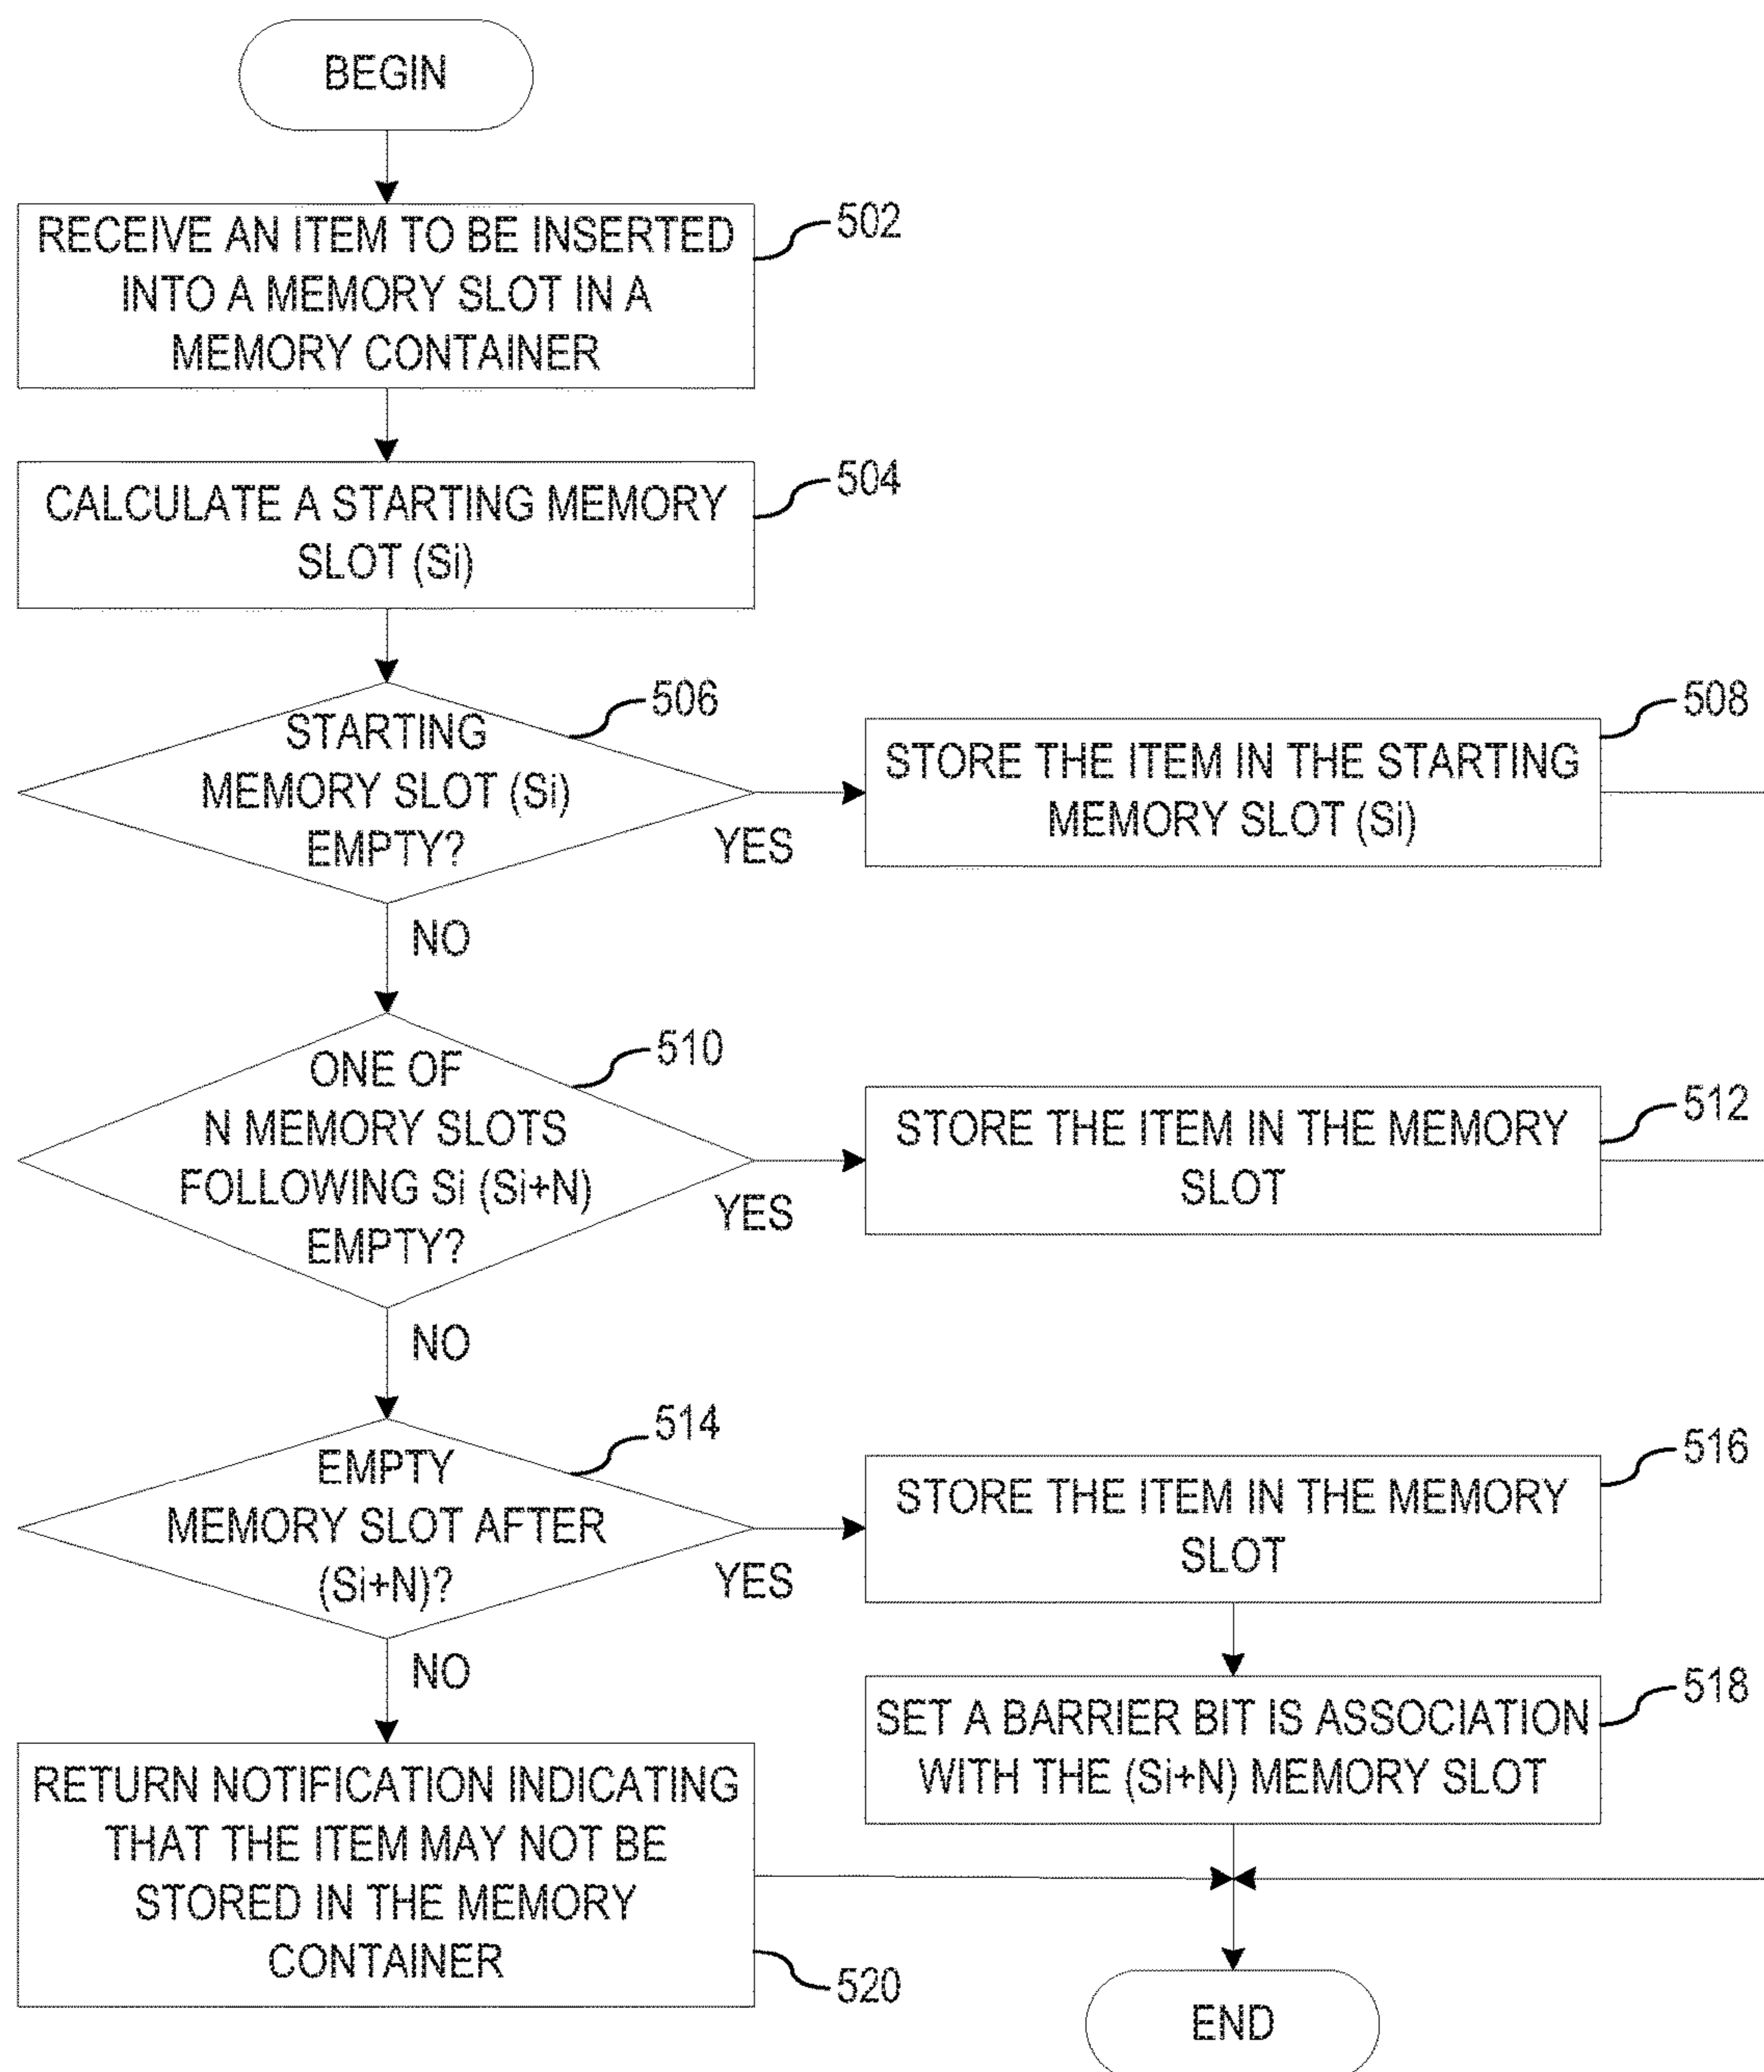 BEGIN
RECEIVE AN ITEM TO BE INSERTED
INTO A MEMORY SLOT IN A
MEMORY CONTAINER
502
CALCULATE A STARTING MEMORY
SLOT (Si)
504
STARTING
MEMORY SLOT (Si)
EMPTY?
506
YES
NO
STORE THE ITEM IN THE STARTING
MEMORY SLOT (Si)
508
ONE OF
N MEMORY SLOTS
FOLLOWING Si (Si+N)
EMPTY?
510
YES
NO
STORE THE ITEM IN THE MEMORY
SLOT
512
EMPTY
MEMORY SLOT AFTER
(Si+N)?
514
YES
NO
STORE THE ITEM IN THE MEMORY
SLOT
516
SET A BARRIER BIT IS ASSOCIATION
WITH THE (Si+N) MEMORY SLOT
518
RETURN NOTIFICATION INDICATING
THAT THE ITEM MAY NOT BE
STORED IN THE MEMORY
CONTAINER
520
END